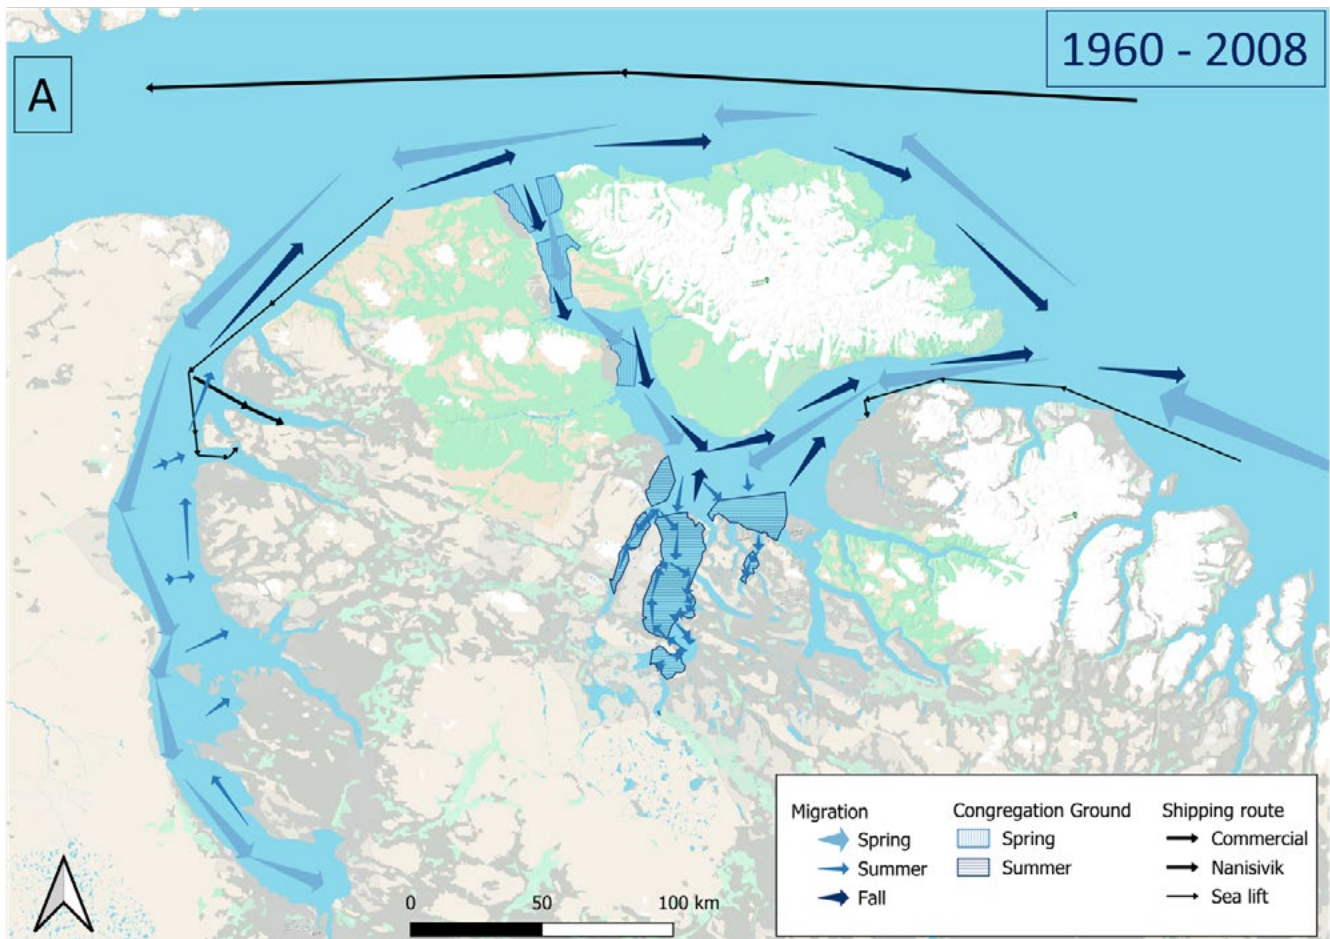 1960 - 2008
A
Migration
Spring
Summer
Fall
Congregation Ground
Spring
Summer
Shipping route
Commercial
Nanisivik
Sea lift
0 50 100 km